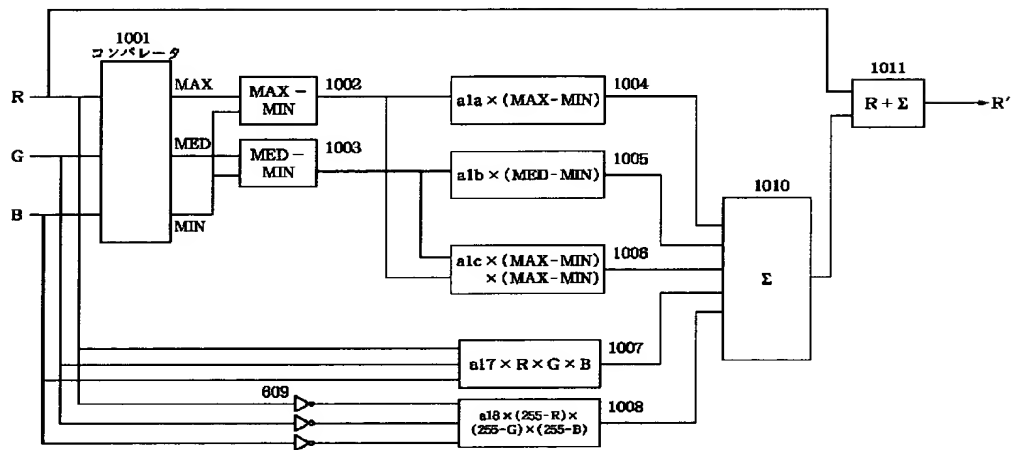 1001
コンパレータ
R
G
B
MAX
MED
MIN
MAX-
MIN
1002
MED-
MIN
1003
a1a×(MAX-MIN)
1004
a1b×(MED-MIN)
1005
a1c×(MAX-MIN)
×(MAX-MIN)
1006
a17×R×G×B
1007
609
a18×(255-R)×
(255-G)×(255-B)
1008
1010
Σ
1011
R+Σ
R'